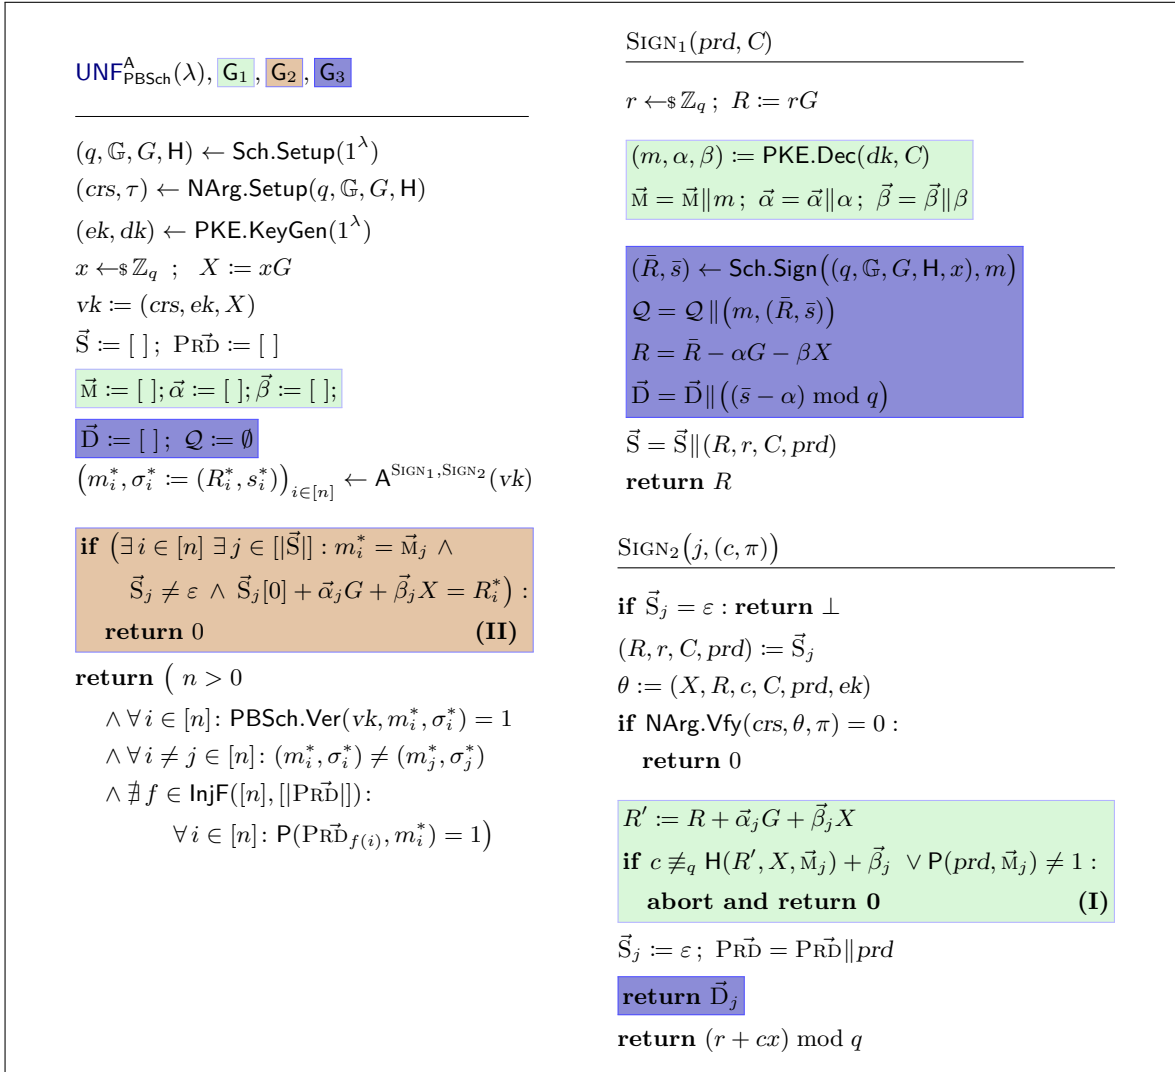 UNF^A_PBSch(λ), G₁, G₂, G₃
(q, 𝔾, G, H) ← Sch.Setup(1^λ)
(crs, τ) ← NArg.Setup(q, 𝔾, G, H)
(ek, dk) ← PKE.KeyGen(1^λ)
x ←$ ℤ_q ; X := xG
vk := (crs, ek, X)
S⃗ := [ ] ; PRD⃗ := [ ]
M⃗ := [ ]; α⃗ := [ ]; β⃗ := [ ];
D⃗ := [ ] ; 𝒬 := ∅
(m*_i, σ*_i := (R*_i, s*_i))_{i∈[n]} ← A^{SIGN₁,SIGN₂}(vk)
if (∃ i ∈ [n] ∃ j ∈ [|S⃗|] : m*_i = M⃗_j ∧
S⃗_j ≠ ε ∧ S⃗_j[0] + α⃗_jG + β⃗_jX = R*_i) :
return 0 (II)
return ( n > 0
∧ ∀ i ∈ [n]: PBSch.Ver(vk, m*_i, σ*_i) = 1
∧ ∀ i ≠ j ∈ [n]: (m*_i, σ*_i) ≠ (m*_j, σ*_j)
∧ ∄ f ∈ InjF([n], [|PRD⃗|]):
∀ i ∈ [n]: P(PRD⃗_{f(i)}, m*_i) = 1)
SIGN₁(prd, C)
r ←$ ℤ_q ; R := rG
(m, α, β) := PKE.Dec(dk, C)
M⃗ = M⃗∥m ; α⃗ = α⃗∥α ; β⃗ = β⃗∥β
(R̄, s̄) ← Sch.Sign((q, 𝔾, G, H, x), m)
𝒬 = 𝒬∥(m, (R̄, s̄))
R = R̄ − αG − βX
D⃗ = D⃗∥((s̄ − α) mod q)
S⃗ = S⃗∥(R, r, C, prd)
return R
SIGN₂(j, (c, π))
if S⃗_j = ε : return ⊥
(R, r, C, prd) := S⃗_j
θ := (X, R, c, C, prd, ek)
if NArg.Vfy(crs, θ, π) = 0 :
return 0
R′ := R + α⃗_jG + β⃗_jX
if c ≢_q H(R′, X, M⃗_j) + β⃗_j ∨ P(prd, M⃗_j) ≠ 1 :
abort and return 0 (I)
S⃗_j := ε ; PRD⃗ = PRD⃗∥prd
return D⃗_j
return (r + cx) mod q